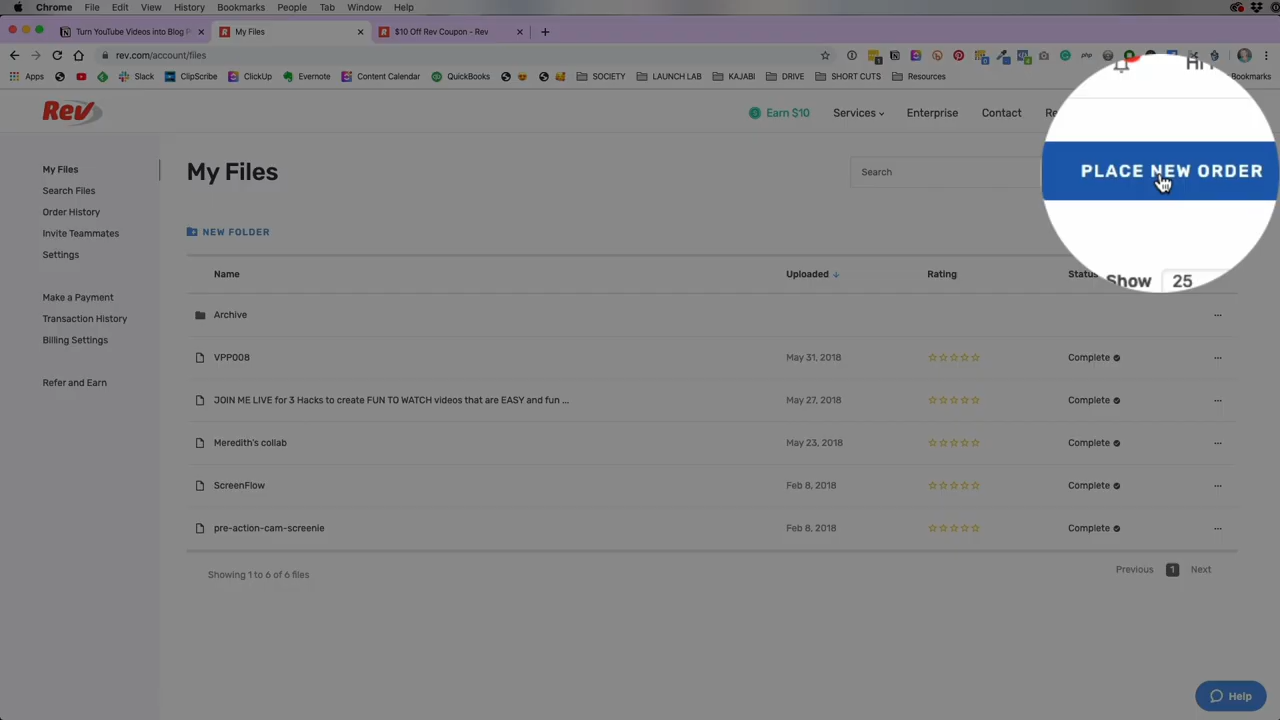 Chrome File Edit View History Bookmarks People Tab Window Help
Turn YouTube Videos into Blog P
My Files
$10 Off Rev Coupon - Rev
rev.com/account/files
php
Apps Slack ClipScribe ClickUp Evernote Content Calendar QuickBooks SOCIETY LAUNCH LAB KAJABI DRIVE SHORT CUTS Resources Bookmarks
Rev
Earn $10 Services Enterprise Contact
My Files
Search Files
Order History
Invite Teammates
Settings
Make a Payment
Transaction History
Billing Settings
Refer and Earn
My Files
Search
PLACE NEW ORDER
NEW FOLDER
Show 25
Name Uploaded Rating Status
Archive ...
VPP008 May 31, 2018 Complete ...
JOIN ME LIVE for 3 Hacks to create FUN TO WATCH videos that are EASY and fun ... May 27, 2018 Complete ...
Meredith's collab May 23, 2018 Complete ...
ScreenFlow Feb 8, 2018 Complete ...
pre-action-cam-screenie Feb 8, 2018 Complete ...
Showing 1 to 6 of 6 files
Previous 1 Next
Help